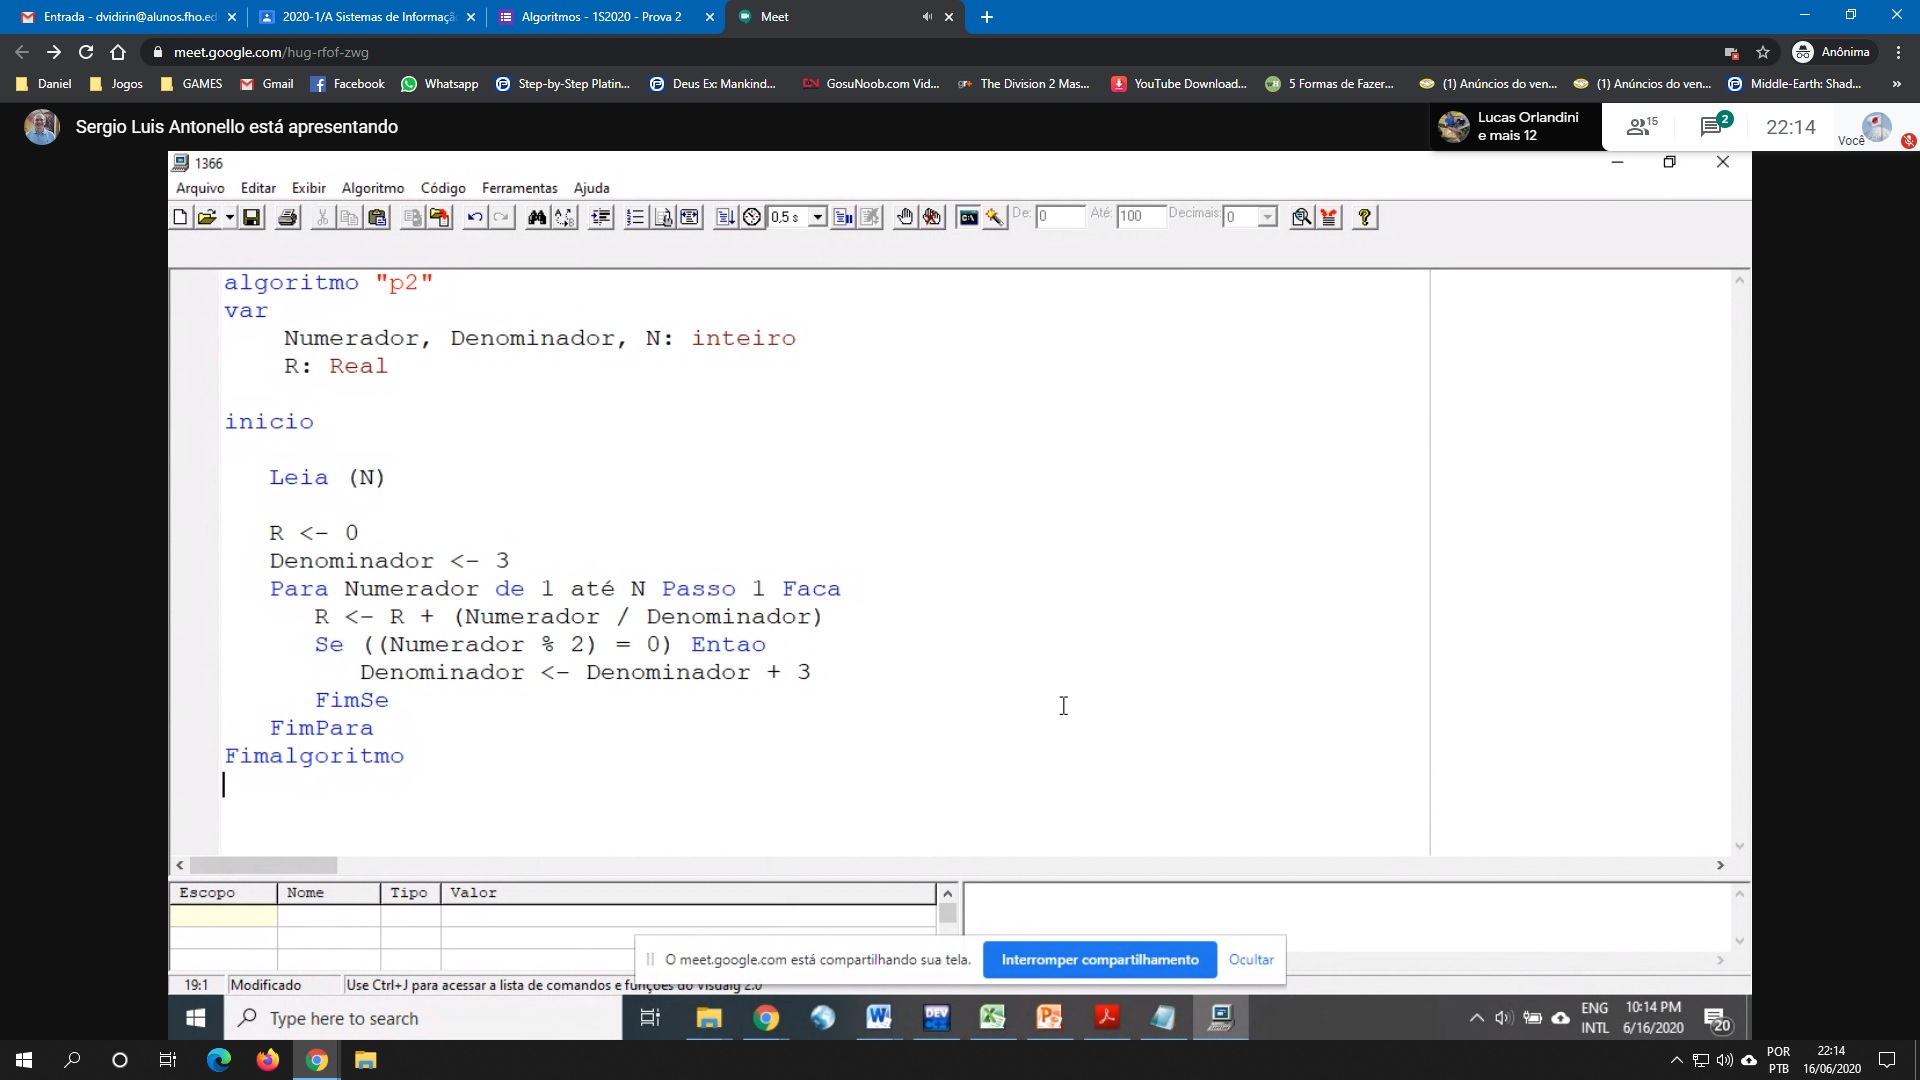 Entrada - dvidirin@alunos.fho.ed
2020-1/A Sistemas de Informaçã
Algoritmos - 1S2020 - Prova 2
Meet
meet.google.com/hug-rfof-zwg
Anônima
Daniel
Jogos
GAMES
Gmail
Facebook
Whatsapp
Step-by-Step Platin...
Deus Ex: Mankind...
GosuNoob.com Vid...
The Division 2 Mas...
YouTube Download...
5 Formas de Fazer...
(1) Anúncios do ven...
(1) Anúncios do ven...
Middle-Earth: Shad...
»
Sergio Luis Antonello está apresentando
Lucas Orlandini
e mais 12
15
2
22:14
Você
1366
Arquivo Editar Exibir Algoritmo Código Ferramentas Ajuda
0,5 s
De: 0
Até: 100
Decimais: 0
algoritmo "p2"
var
Numerador, Denominador, N: inteiro
R: Real
inicio
Leia (N)
R <- 0
Denominador <- 3
Para Numerador de 1 até N Passo 1 Faca
R <- R + (Numerador / Denominador)
Se ((Numerador % 2) = 0) Entao
Denominador <- Denominador + 3
FimSe
FimPara
Fimalgoritmo
Escopo Nome Tipo Valor
O meet.google.com está compartilhando sua tela.
Interromper compartilhamento
Ocultar
19:1
Modificado
Use Ctrl+J para acessar a lista de comandos e funções do Visualg 2.0
Type here to search
DEV
ENG
INTL
10:14 PM
6/16/2020
20
POR
PTB
22:14
16/06/2020